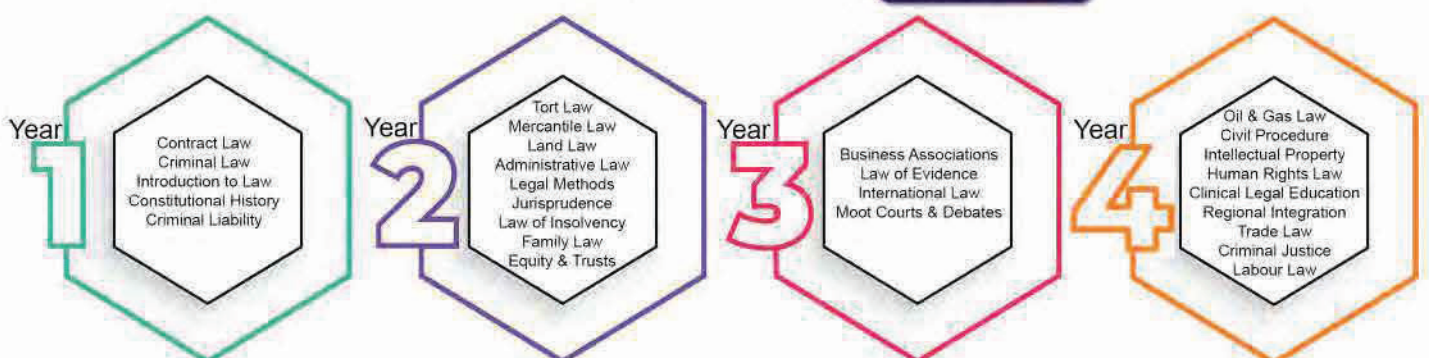 Year
1
Contract Law
Criminal Law
Introduction to Law
Constitutional History
Criminal Liability
Year
2
Tort Law
Mercantile Law
Land Law
Administrative Law
Legal Methods
Jurisprudence
Law of Insolvency
Family Law
Equity & Trusts
Year
3
Business Associations
Law of Evidence
International Law
Moot Courts & Debates
Year
4
Oil & Gas Law
Civil Procedure
Intellectual Property
Human Rights Law
Clinical Legal Education
Regional Integration
Trade Law
Criminal Justice
Labour Law